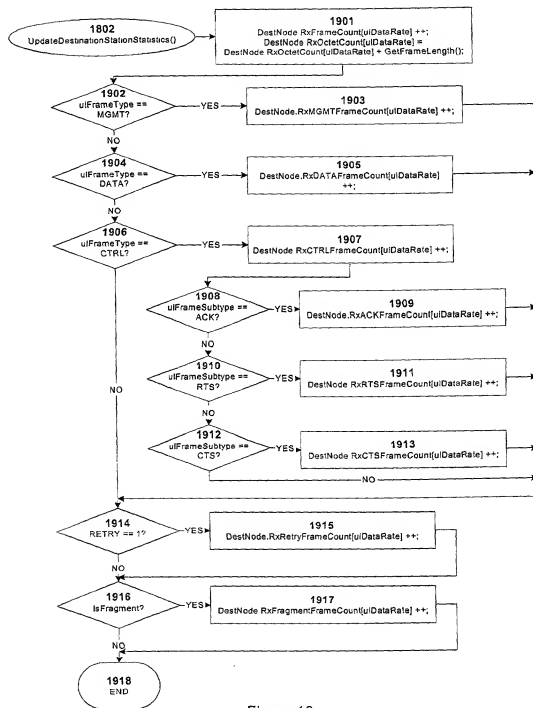 1802
UpdateDestinationStationStatistics()
1901
DestNode RxFrameCount[ulDataRate] ++;
DestNode RxOctetCount[ulDataRate] =
DestNode RxOctetCount[ulDataRate] + GetFrameLength();
1902
ulFrameType ==
MGMT?
YES
1903
DestNode.RxMGMTFrameCount[ulDataRate] ++;
NO
1904
ulFrameType ==
DATA?
YES
1905
DestNode.RxDATAFrameCount[ulDataRate]
++;
NO
1906
ulFrameType ==
CTRL?
YES
1907
DestNode RxCTRLFrameCount[ulDataRate] ++;
1908
ulFrameSubtype ==
ACK?
YES
1909
DestNode.RxACKFrameCount[ulDataRate] ++;
NO
1910
ulFrameSubtype ==
RTS?
YES
1911
DestNode RxRTSFrameCount[ulDataRate] ++;
NO
NO
1912
ulFrameSubtype ==
CTS?
YES
1913
DestNode RxCTSFrameCount[ulDataRate] ++;
NO
1914
RETRY == 1?
YES
1915
DestNode.RxRetryFrameCount[ulDataRate] ++;
NO
1916
IsFragment?
YES
1917
DestNode RxFragmentFrameCount[ulDataRate] ++;
NO
1918
END